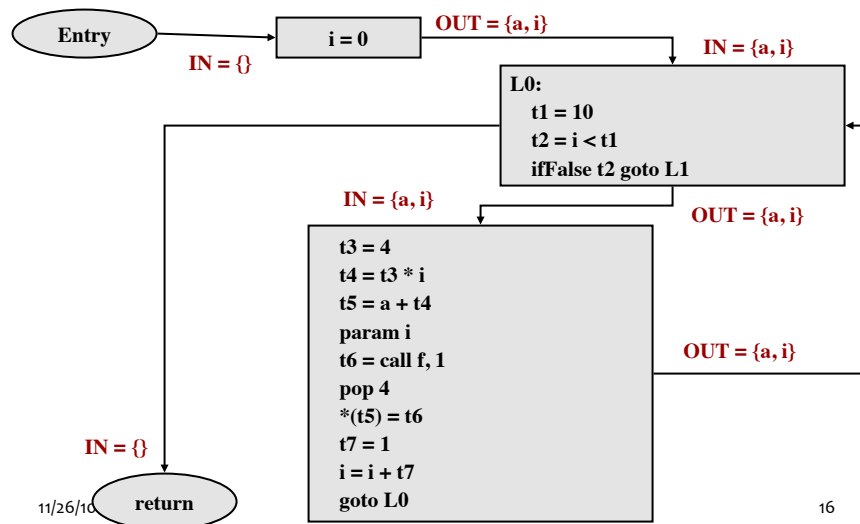 Entry
IN = {}
i = 0
OUT = {a, i}
IN = {a, i}
L0:
t1 = 10
t2 = i < t1
ifFalse t2 goto L1
OUT = {a, i}
IN = {a, i}
t3 = 4
t4 = t3 * i
t5 = a + t4
param i
t6 = call f, 1
pop 4
*(t5) = t6
t7 = 1
i = i + t7
goto L0
OUT = {a, i}
IN = {}
return
11/26/10
16